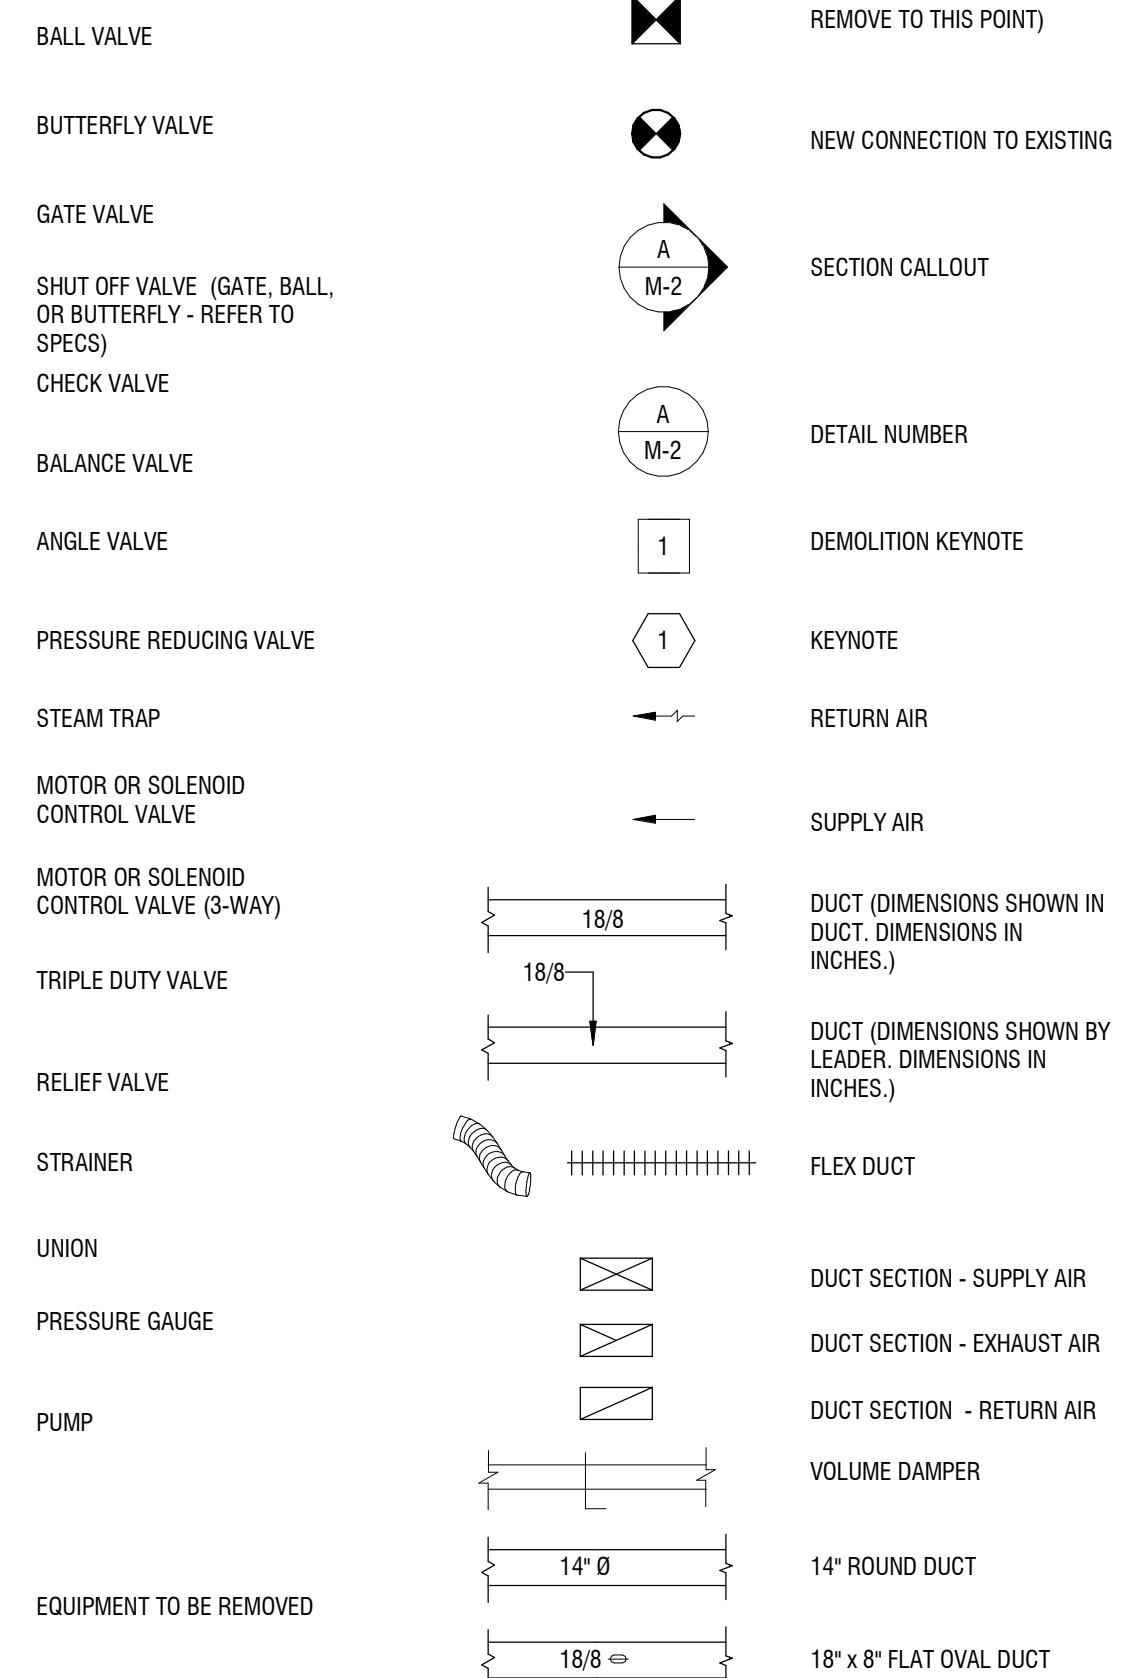 BALL VALVE
BUTTERFLY VALVE
GATE VALVE
SHUT OFF VALVE (GATE, BALL,
OR BUTTERFLY - REFER TO
SPECS)
CHECK VALVE
BALANCE VALVE
ANGLE VALVE
PRESSURE REDUCING VALVE
STEAM TRAP
MOTOR OR SOLENOID
CONTROL VALVE
MOTOR OR SOLENOID
CONTROL VALVE (3-WAY)
TRIPLE DUTY VALVE
RELIEF VALVE
STRAINER
UNION
PRESSURE GAUGE
PUMP
EQUIPMENT TO BE REMOVED
REMOVE TO THIS POINT)
NEW CONNECTION TO EXISTING
A
M-2
SECTION CALLOUT
A
M-2
DETAIL NUMBER
1
DEMOLITION KEYNOTE
1
KEYNOTE
RETURN AIR
SUPPLY AIR
18/8
DUCT (DIMENSIONS SHOWN IN
DUCT. DIMENSIONS IN
INCHES.)
18/8
DUCT (DIMENSIONS SHOWN BY
LEADER. DIMENSIONS IN
INCHES.)
FLEX DUCT
DUCT SECTION - SUPPLY AIR
DUCT SECTION - EXHAUST AIR
DUCT SECTION - RETURN AIR
VOLUME DAMPER
14" Ø
14" ROUND DUCT
18/8
18" x 8" FLAT OVAL DUCT